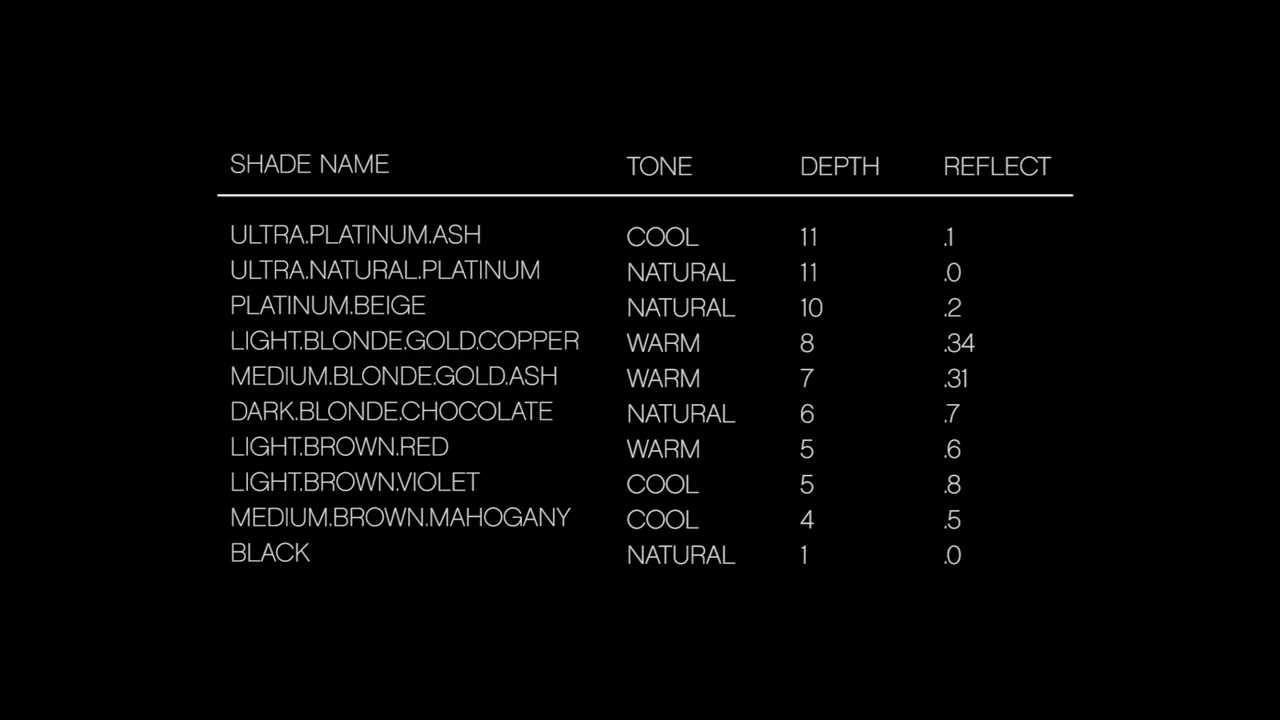 SHADE NAME TONE DEPTH REFLECT
ULTRA.PLATINUM.ASH COOL 11 .1
ULTRA.NATURAL.PLATINUM NATURAL 11 .0
PLATINUM.BEIGE NATURAL 10 .2
LIGHT.BLONDE.GOLD.COPPER WARM 8 .34
MEDIUM.BLONDE.GOLD.ASH WARM 7 .31
DARK.BLONDE.CHOCOLATE NATURAL 6 .7
LIGHT.BROWN.RED WARM 5 .6
LIGHT.BROWN.VIOLET COOL 5 .8
MEDIUM.BROWN.MAHOGANY COOL 4 .5
BLACK NATURAL 1 .0